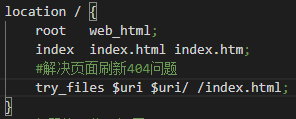 location / {
root web_html;
index index.html index.htm;
#解决页面刷新404问题
try_files $uri $uri/ /index.html;
}